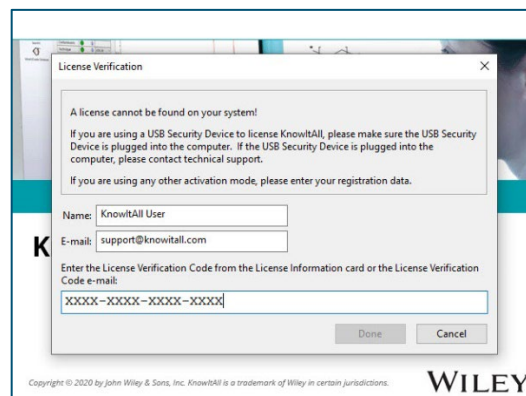 License Verification
A license cannot be found on your system!
If you are using a USB Security Device to license KnowItAll, please make sure the USB Security
Device is plugged into the computer.  If the USB Security Device is plugged into the
computer, please contact technical support.
If you are using any other activation mode, please enter your registration data.
Name: KnowItAll User
E-mail: support@knowitall.com
K
Enter the License Verification Code from the License Information card or the License Verification
Code e-mail:
XXXX-XXXX-XXXX-XXXX
Done Cancel
Copyright © 2020 by John Wiley & Sons, Inc. KnowItAll is a trademark of Wiley in certain jurisdictions.
WILEY